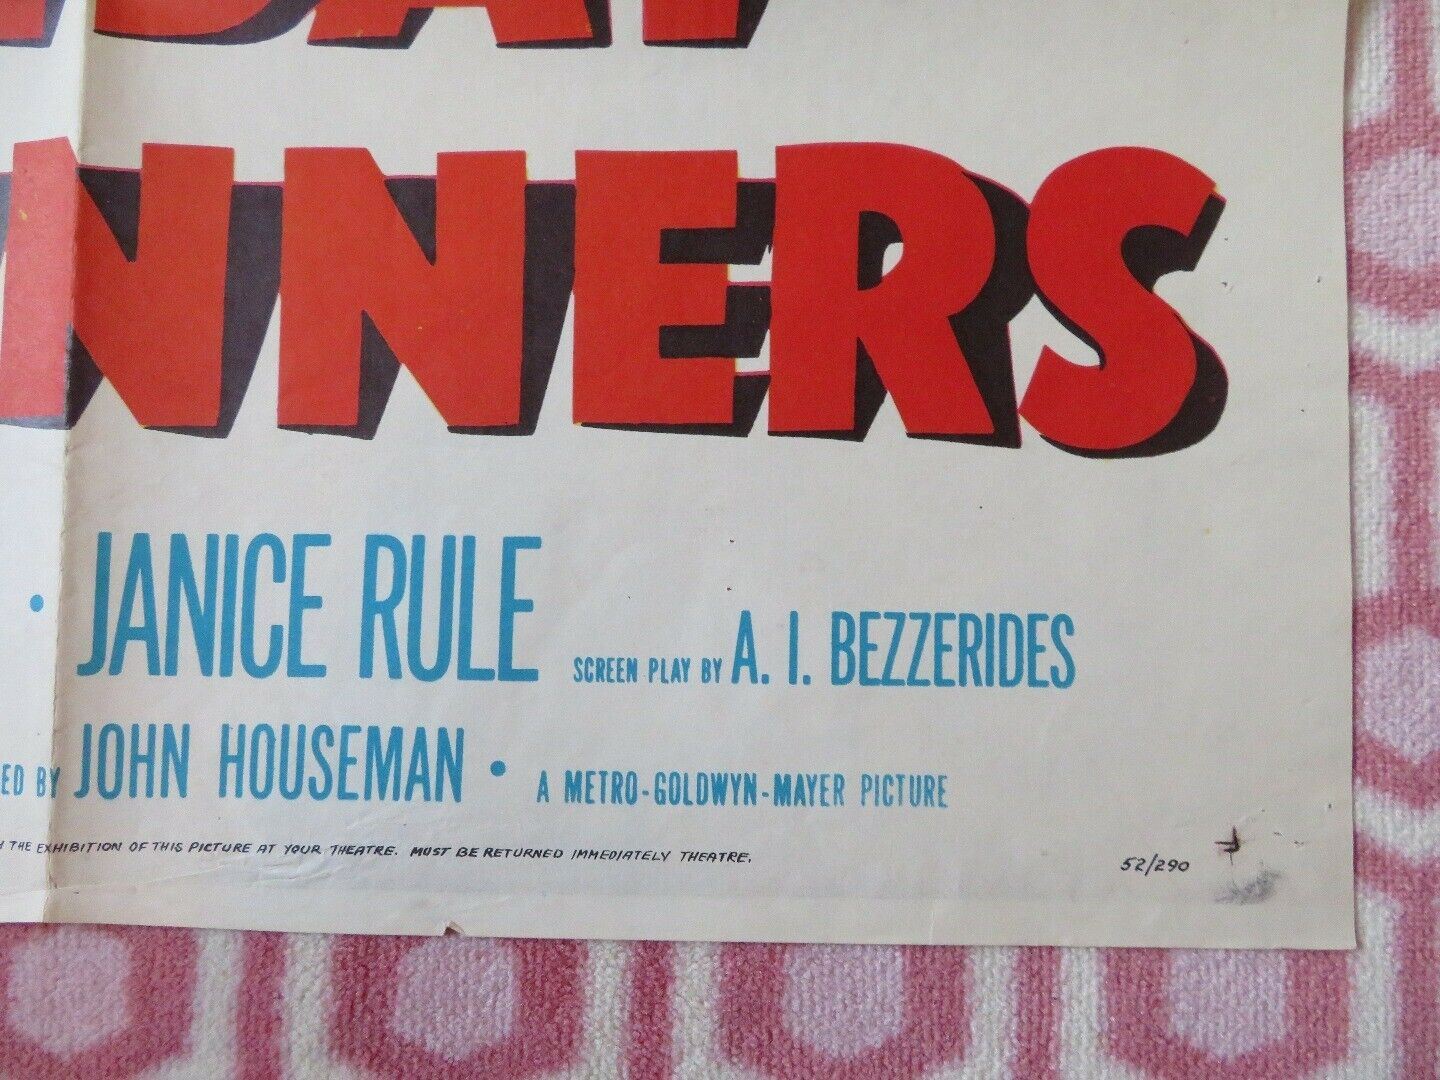 DAY
NNERS
• JANICE RULE SCREEN PLAY BY A. I. BEZZERIDES
ED BY JOHN HOUSEMAN • A METRO-GOLDWYN-MAYER PICTURE
THE EXHIBITION OF THIS PICTURE AT YOUR THEATRE. MUST BE RETURNED IMMEDIATELY THEATRE.
52/290